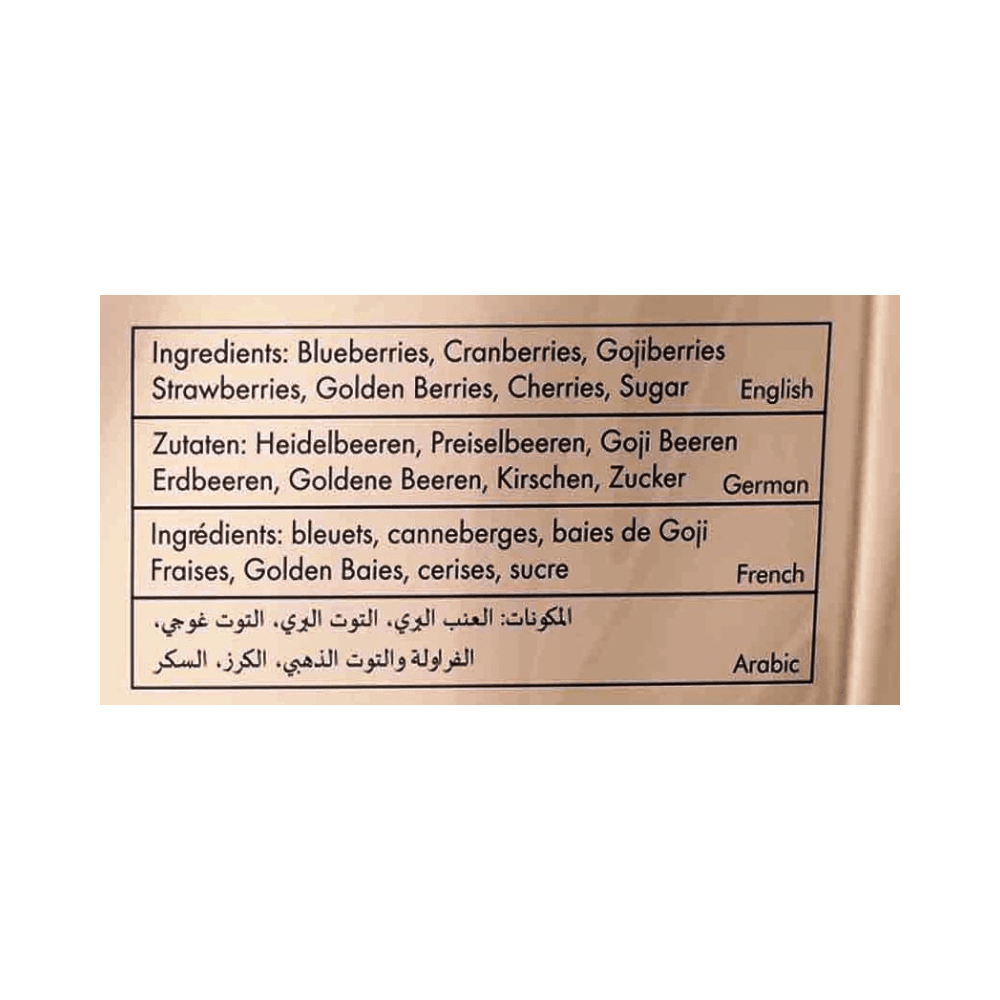 Ingredients: Blueberries, Cranberries, Gojiberries
Strawberries, Golden Berries, Cherries, Sugar
English
Zutaten: Heidelbeeren, Preiselbeeren, Goji Beeren
Erdbeeren, Goldene Beeren, Kirschen, Zucker
German
Ingrédients: bleuets, canneberges, baies de Goji
Fraises, Golden Baies, cerises, sucre
French
المكونات: العنب البري، التوت البري، التوت غوجي،
الفراولة والتوت الذهبي، الكرز، السكر
Arabic